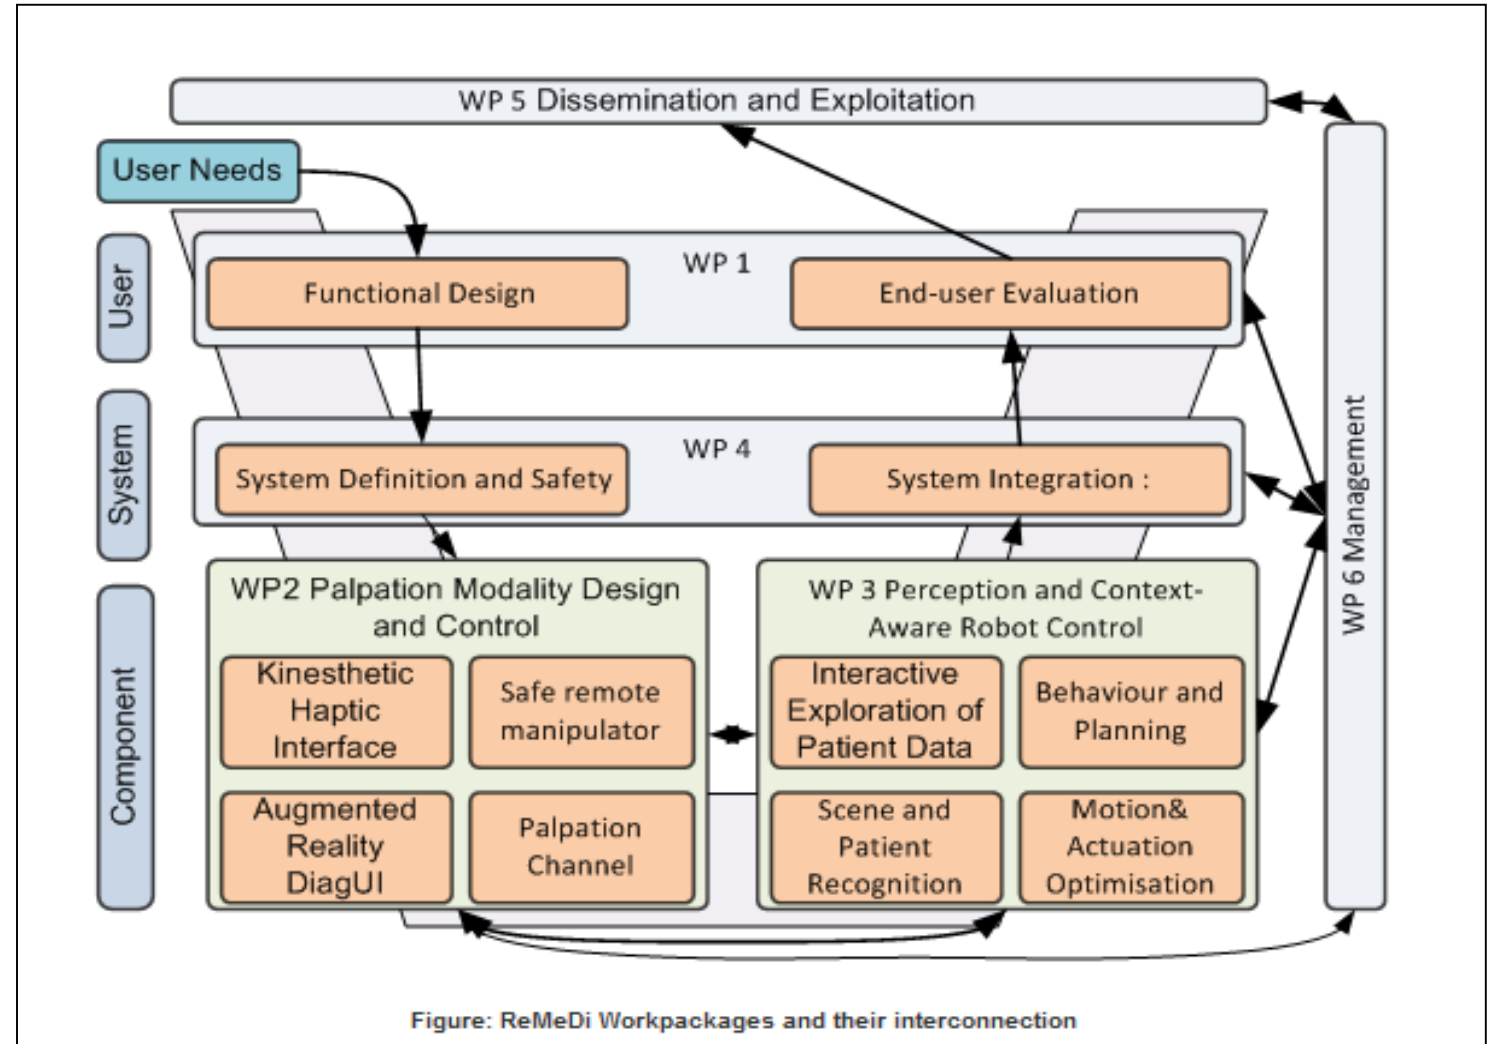 WP 5 Dissemination and Exploitation
User Needs
User
WP 1
Functional Design
End-user Evaluation
System
WP 4
System Definition and Safety
System Integration :
WP 6 Management
Component
WP2 Palpation Modality Design
and Control
Kinesthetic
Haptic
Interface
Safe remote
manipulator
Augmented
Reality
DiagUI
Palpation
Channel
WP 3 Perception and Context-
Aware Robot Control
Interactive
Exploration of
Patient Data
Behaviour and
Planning
Scene and
Patient
Recognition
Motion&
Actuation
Optimisation
Figure: ReMeDi Workpackages and their interconnection